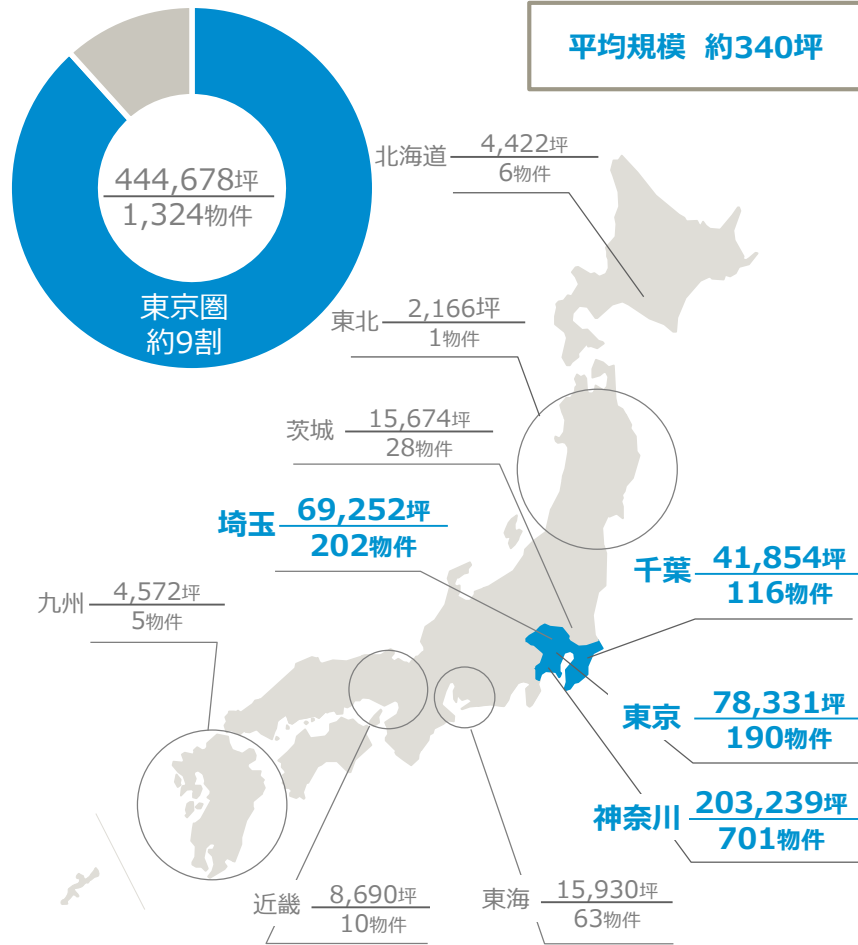 平均規模 約340坪
444,678坪
1,324物件
東京圏
約9割
北海道
4,422坪
6物件
東北
2,166坪
1物件
茨城
15,674坪
28物件
埼玉
69,252坪
202物件
千葉
41,854坪
116物件
九州
4,572坪
5物件
東京
78,331坪
190物件
神奈川
203,239坪
701物件
近畿
8,690坪
10物件
東海
15,930坪
63物件